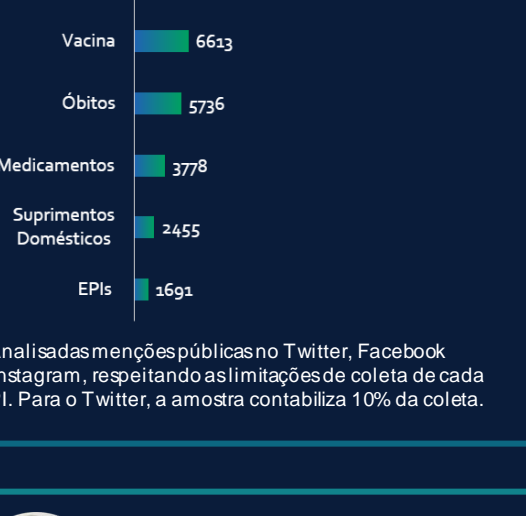 Vacina 6613
Óbitos 5736
Medicamentos 3778
Suprimentos
Domésticos 2455
EPIs 1691
analisadas menções públicas no Twitter, Facebook
nstagram, respeitando as limitações de coleta de cada
PI. Para o Twitter, a amostra contabiliza 10% da coleta.